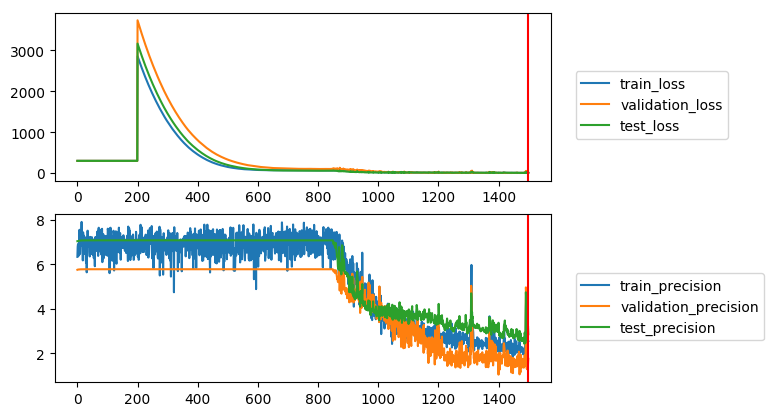 3000
2000
1000
0
0 200 400 600 800 1000 1200 1400
train_loss
validation_loss
test_loss
8
6
4
2
0 200 400 600 800 1000 1200 1400
train_precision
validation_precision
test_precision